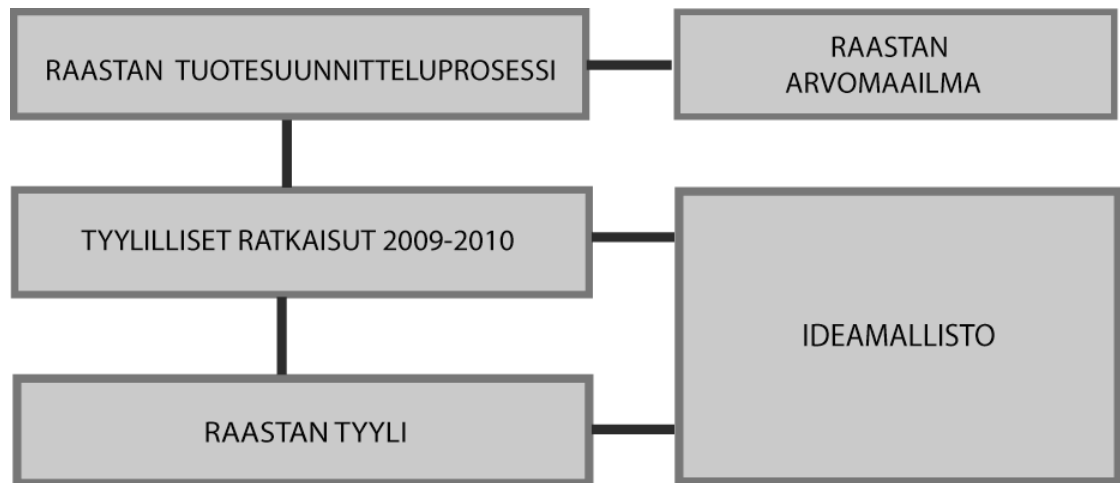 RAASTAN TUOTESUUNNITTELUPROSESSI
RAASTAN
ARVOMAAILMA
TYYLILLISET RATKAISUT 2009-2010
IDEAMALLISTO
RAASTAN TYYLI